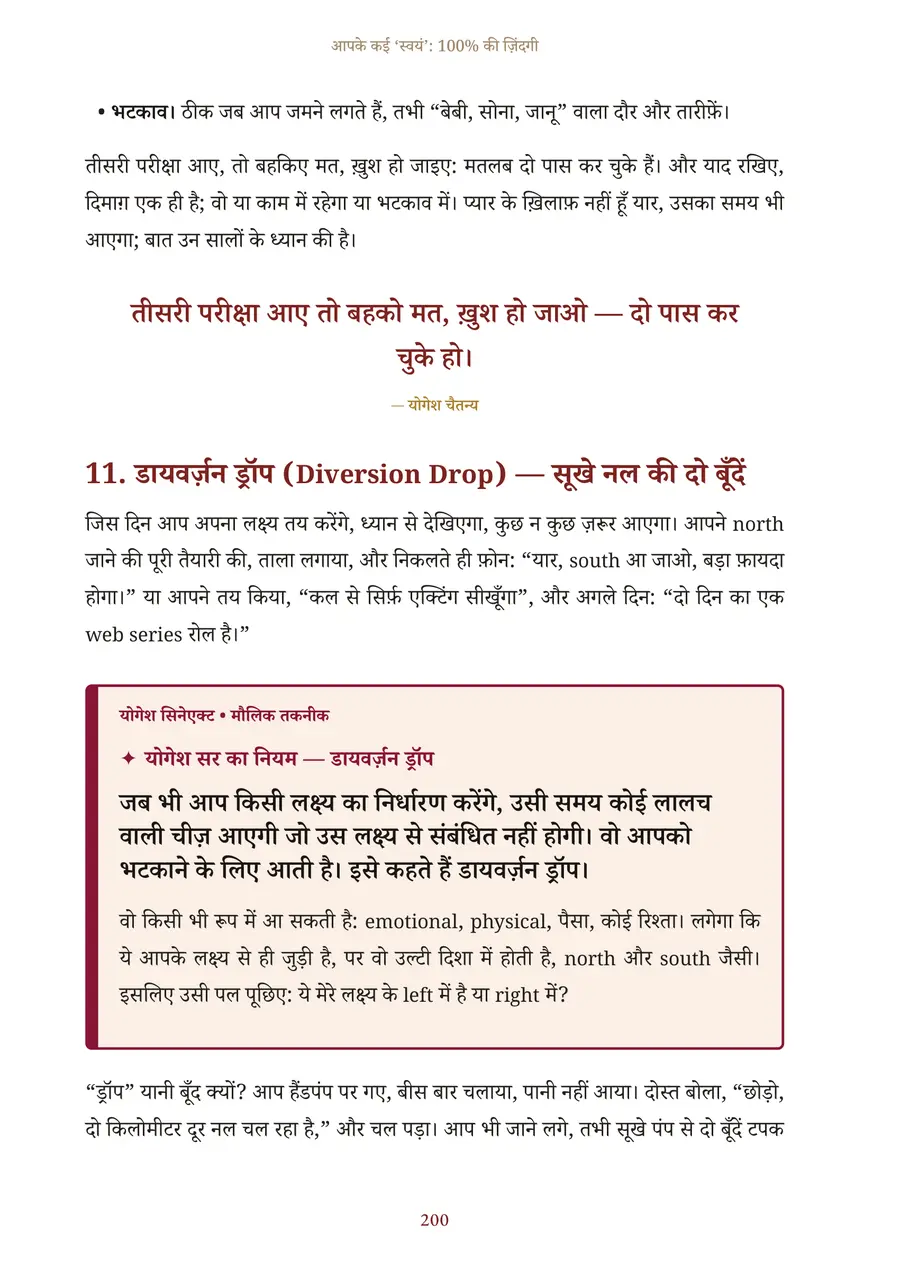 आपके कई ‘स्वयं’: 100% की ज़िंदगी
• भटकाव। ठीक जब आप जमने लगते हैं, तभी “बेबी, सोना, जानू” वाला दौर और तारीफ़ें।
तीसरी परीक्षा आए, तो बहकिए मत, ख़ुश हो जाइए: मतलब दो पास कर चुके हैं। और याद रखिए,
दिमाग़ एक ही है; वो या काम में रहेगा या भटकाव में। प्यार के ख़िलाफ़ नहीं हूँ यार, उसका समय भी
आएगा; बात उन सालों के ध्यान की है।
तीसरी परीक्षा आए तो बहको मत, ख़ुश हो जाओ — दो पास कर
चुके हो।
— योगेश चैतन्य
11. डायवर्ज़न ड्रॉप (Diversion Drop) — सूखे नल की दो बूँदें
जिस दिन आप अपना लक्ष्य तय करेंगे, ध्यान से देखिएगा, कुछ न कुछ ज़रूर आएगा। आपने north
जाने की पूरी तैयारी की, ताला लगाया, और निकलते ही फ़ोन: “यार, south आ जाओ, बड़ा फ़ायदा
होगा।” या आपने तय किया, “कल से सिर्फ़ एक्टिंग सीखूँगा”, और अगले दिन: “दो दिन का एक
web series रोल है।”
योगेश सिनेएक्ट • मौलिक तकनीक
✦ योगेश सर का नियम — डायवर्ज़न ड्रॉप
जब भी आप किसी लक्ष्य का निर्धारण करेंगे, उसी समय कोई लालच
वाली चीज़ आएगी जो उस लक्ष्य से संबंधित नहीं होगी। वो आपको
भटकाने के लिए आती है। इसे कहते हैं डायवर्ज़न ड्रॉप।
वो किसी भी रूप में आ सकती है: emotional, physical, पैसा, कोई रिश्ता। लगेगा कि
ये आपके लक्ष्य से ही जुड़ी है, पर वो उल्टी दिशा में होती है, north और south जैसी।
इसलिए उसी पल पूछिए: ये मेरे लक्ष्य के left में है या right में?
“ड्रॉप” यानी बूँद क्यों? आप हैंडपंप पर गए, बीस बार चलाया, पानी नहीं आया। दोस्त बोला, “छोड़ो,
दो किलोमीटर दूर नल चल रहा है,” और चल पड़ा। आप भी जाने लगे, तभी सूखे पंप से दो बूँदें टपक
200